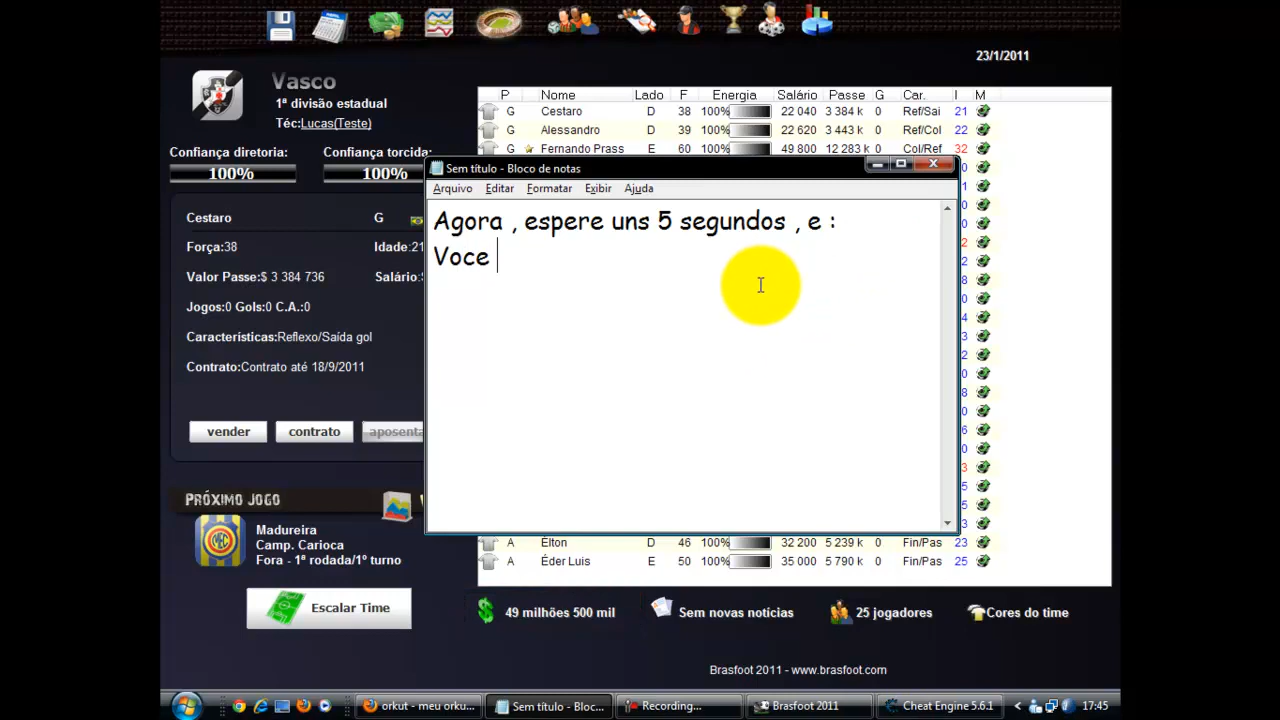 23/1/2011
Vasco
1ª divisão estadual
Téc:Lucas(Teste)
Confiança diretoria:
Confiança torcida:
100%
100%
P Nome Lado F Energia Salário Passe G Car. I M
G Cestaro D 38 100% 22 040 3 384 k 0 Ref/Sai 21
G Alessandro D 39 100% 22 620 3 443 k 0 Ref/Col 22
G Fernando Prass E 60 100% 49 800 12 283 k 0 Col/Ref 32
Sem título - Bloco de notas
Arquivo Editar Formatar Exibir Ajuda
Agora , espere uns 5 segundos , e :
Voce
Cestaro G
Força:38 Idade:21
Valor Passe:$ 3 384 736 Salário:
Jogos:0 Gols:0 C.A.:0
Características:Reflexo/Saída gol
Contrato:Contrato até 18/9/2011
vender contrato aposenta
PRÓXIMO JOGO
Madureira
Camp. Carioca
Fora - 1ª rodada/1º turno
Escalar Time
A Élton D 46 100% 32 200 5 239 k 0 Fin/Pas 23
A Éder Luis E 50 100% 35 000 5 790 k 0 Fin/Pas 25
49 milhões 500 mil Sem novas notícias 25 jogadores Cores do time
Brasfoot 2011 - www.brasfoot.com
orkut - meu orku... Sem título - Bloc... Recording... Brasfoot 2011 Cheat Engine 5.6.1 17:45